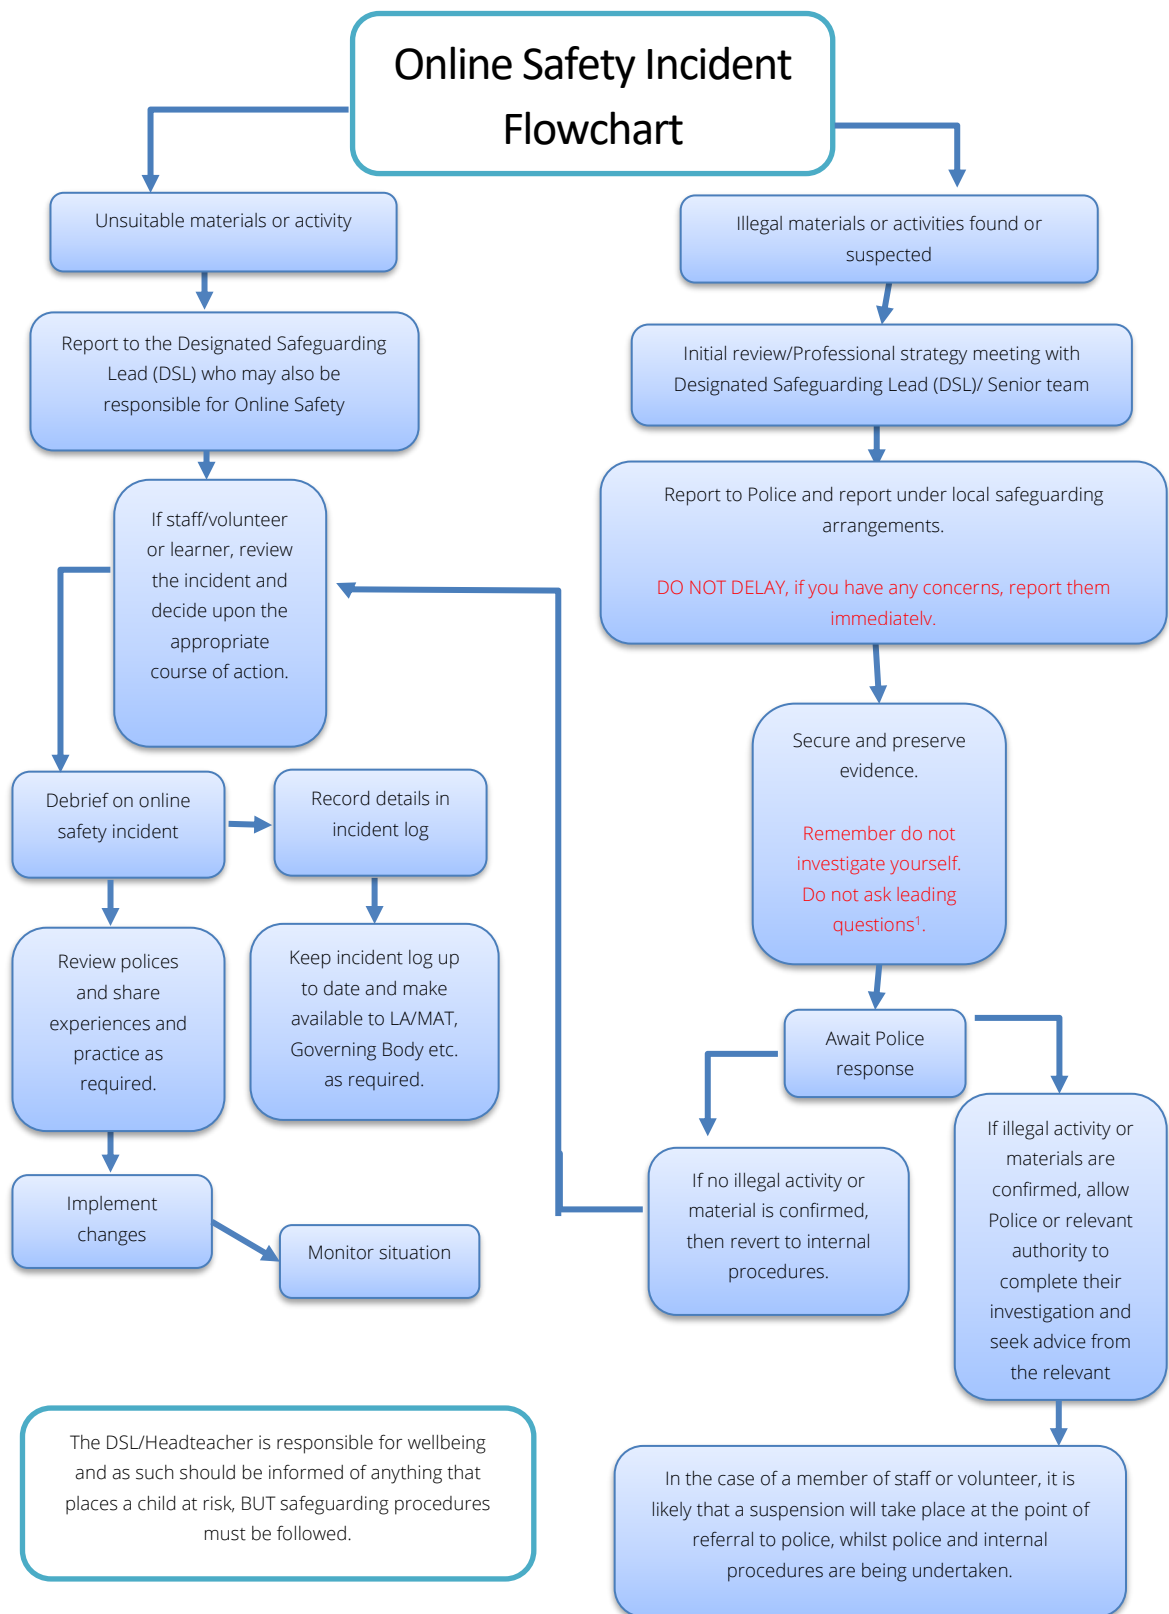 Online Safety Incident
Flowchart
Unsuitable materials or activity
Report to the Designated Safeguarding
Lead (DSL) who may also be
responsible for Online Safety
If staff/volunteer
or learner, review
the incident and
decide upon the
appropriate
course of action.
Debrief on online
safety incident
Record details in
incident log
Review polices
and share
experiences and
practice as
required.
Keep incident log up
to date and make
available to LA/MAT,
Governing Body etc.
as required.
Implement
changes
Monitor situation
Illegal materials or activities found or
suspected
Initial review/Professional strategy meeting with
Designated Safeguarding Lead (DSL)/ Senior team
Report to Police and report under local safeguarding
arrangements.
DO NOT DELAY, if you have any concerns, report them
immediately.
Secure and preserve
evidence.
Remember do not
investigate yourself.
Do not ask leading
questions¹.
Await Police
response
If no illegal activity or
material is confirmed,
then revert to internal
procedures.
If illegal activity or
materials are
confirmed, allow
Police or relevant
authority to
complete their
investigation and
seek advice from
the relevant
In the case of a member of staff or volunteer, it is
likely that a suspension will take place at the point of
referral to police, whilst police and internal
procedures are being undertaken.
The DSL/Headteacher is responsible for wellbeing
and as such should be informed of anything that
places a child at risk, BUT safeguarding procedures
must be followed.